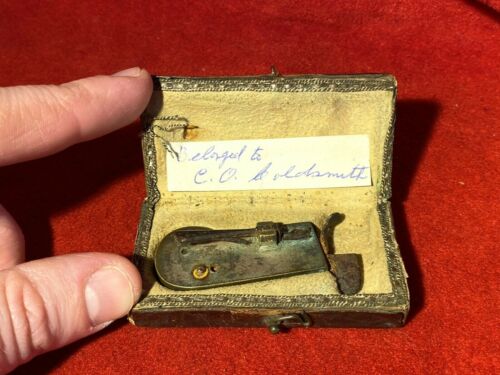 Belonged to
C. O. Goldsmith